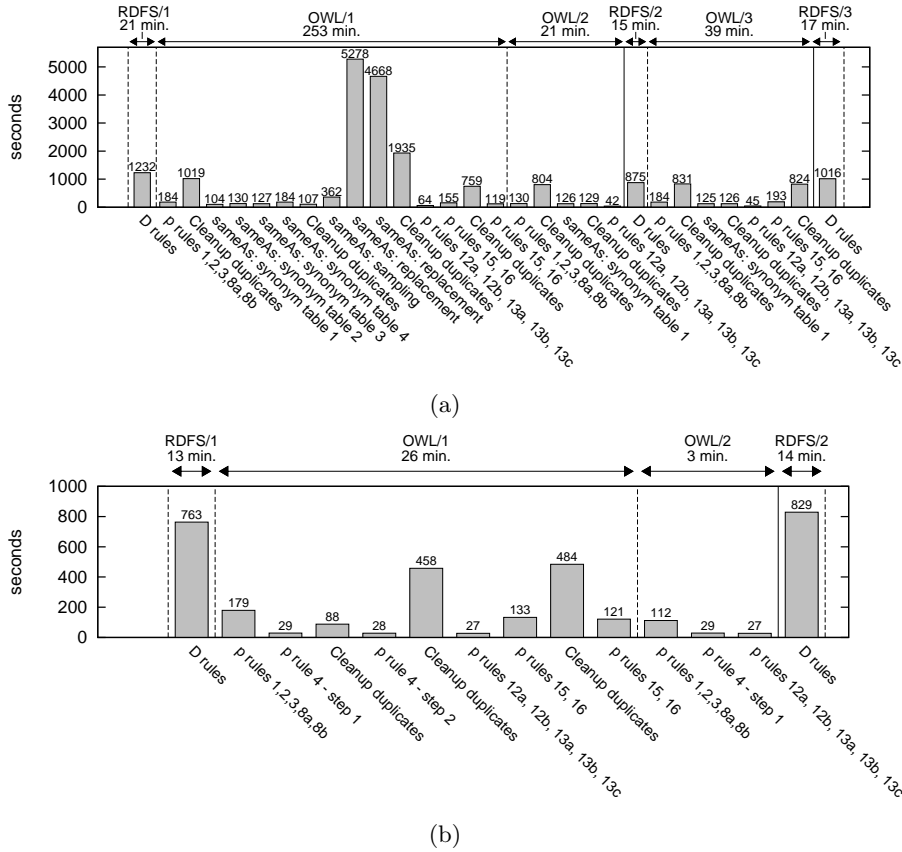 (a)
RDFS/1
21 min.
OWL/1
253 min.
OWL/2
21 min.
RDFS/2
15 min.
OWL/3
39 min.
RDFS/3
17 min.
seconds
5000
4000
3000
2000
1000
0
1232
184
1019
104
130
127
184
107
362
5278
4668
1935
64
155
759
119
130
804
126
129
42
875
184
831
125
126
45
193
824
1016
D rules
p rules 1,2,3,8a,8b
Cleanup duplicates
sameAs: synonym table 1
sameAs: synonym table 2
sameAs: synonym table 3
sameAs: synonym table 4
Cleanup duplicates
sameAs: sampling
sameAs: replacement
sameAs: replacement
Cleanup duplicates
p rules 12a, 12b, 13a, 13b, 13c
p rules 15, 16
Cleanup duplicates
p rules 15, 16
p rules 1,2,3,8a,8b
Cleanup duplicates
sameAs: synonym table 1
Cleanup duplicates
p rules 12a, 12b, 13a, 13b, 13c
D rules
p rules 1,2,3,8a,8b
Cleanup duplicates
sameAs: synonym table 1
Cleanup duplicates
p rules 12a, 12b, 13a, 13b, 13c
p rules 15, 16
Cleanup duplicates
D rules
(a)
RDFS/1
13 min.
OWL/1
26 min.
OWL/2
3 min.
RDFS/2
14 min.
seconds
1000
800
600
400
200
0
763
179
29
88
28
458
27
133
484
121
112
29
27
829
D rules
p rules 1,2,3,8a,8b
p rule 4 - step 1
Cleanup duplicates
p rule 4 - step 2
Cleanup duplicates
p rules 12a, 12b, 13a, 13b, 13c
p rules 15, 16
Cleanup duplicates
p rules 15, 16
p rules 1,2,3,8a,8b
p rule 4 - step 1
p rules 12a, 12b, 13a, 13b, 13c
D rules
(b)